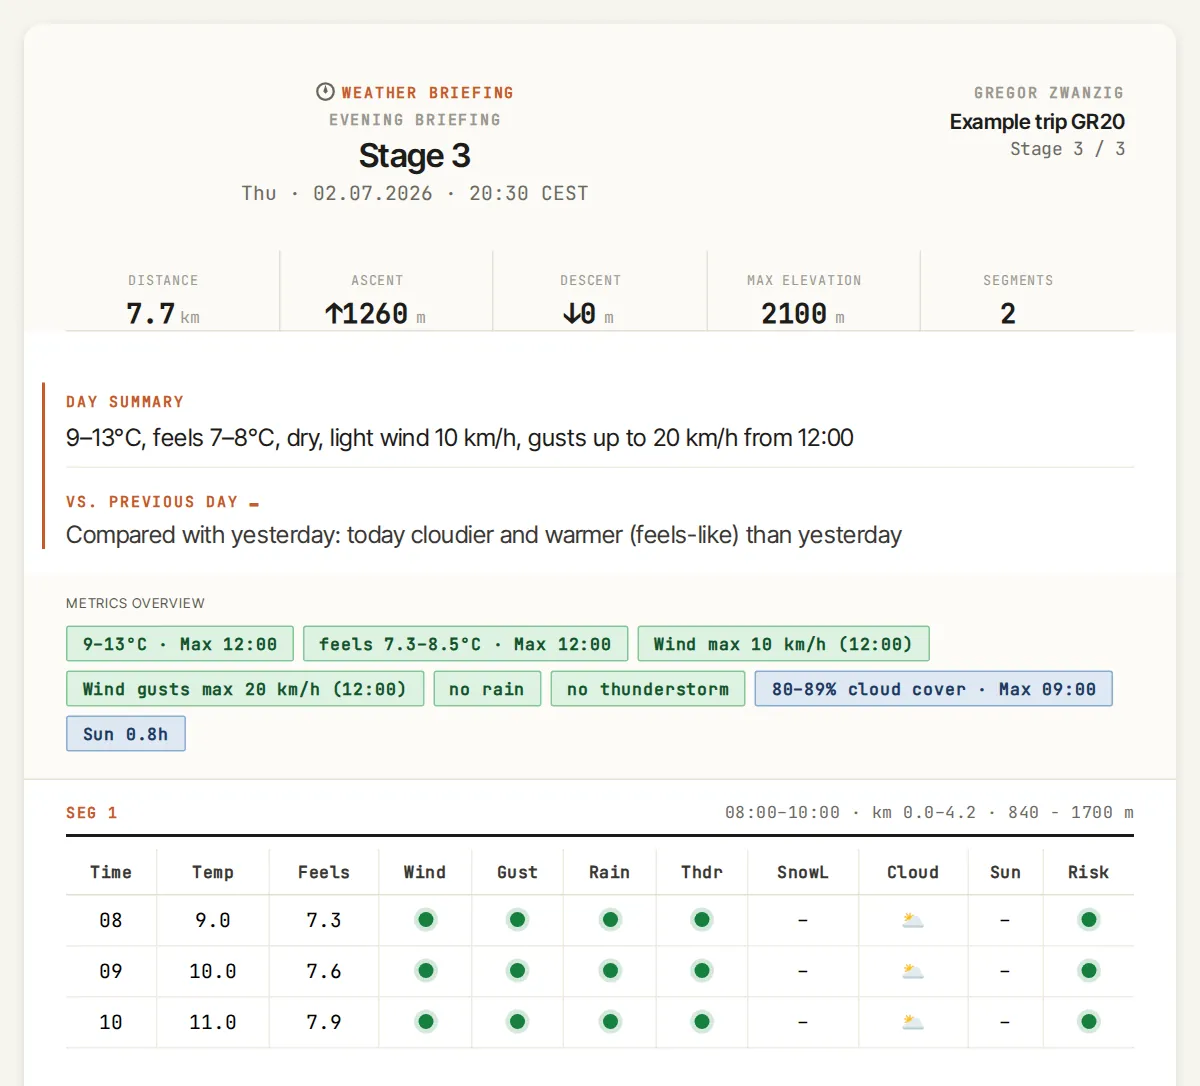 WEATHER BRIEFING
EVENING BRIEFING
Stage 3
Thu · 02.07.2026 · 20:30 CEST
GREGOR ZWANZIG
Example trip GR20
Stage 3 / 3
DISTANCE ASCENT DESCENT MAX ELEVATION SEGMENTS
7.7 km ↑1260 m ↓0 m 2100 m 2
DAY SUMMARY
9–13°C, feels 7–8°C, dry, light wind 10 km/h, gusts up to 20 km/h from 12:00
VS. PREVIOUS DAY –
Compared with yesterday: today cloudier and warmer (feels-like) than yesterday
METRICS OVERVIEW
9–13°C · Max 12:00 feels 7.3–8.5°C · Max 12:00 Wind max 10 km/h (12:00)
Wind gusts max 20 km/h (12:00) no rain no thunderstorm 80–89% cloud cover · Max 09:00
Sun 0.8h
SEG 1 08:00–10:00 · km 0.0–4.2 · 840 - 1700 m
Time Temp Feels Wind Gust Rain Thdr SnowL Cloud Sun Risk
08 9.0 7.3 – –
09 10.0 7.6 – –
10 11.0 7.9 – –